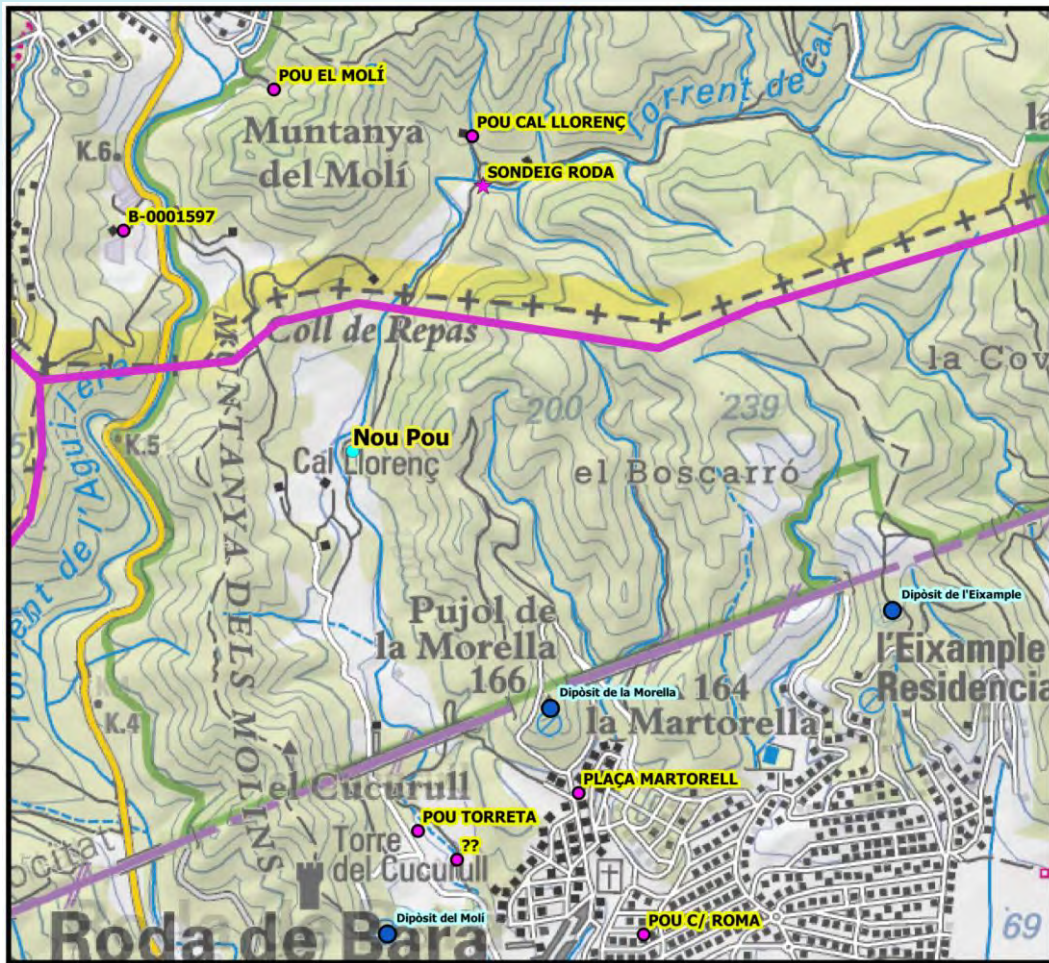 POU EL MOLÍ
Torrent de Cal
POU CAL LLORENÇ
la
Muntanya
del Molí
K.6
SONDEIG RODA
B-0001597
Coll de Repas
la Cov
200
239
Nou Pou
K.5
Cal Llorenç
el Boscarró
MUNTANYA DELS MOLINS
Torrent de l'Aguilera
Dipòsit de l'Eixample
Pujol de
la Morella
166
l'Eixample
Residencia
Dipòsit de la Morella
164
la Martorella
K.4
PLAÇA MARTORELL
el Cucurull
POU TORRETA
??
Torre
del Cucurull
ocitat
Dipòsit del Molí
POU C/ ROMA
Roda de Bara
69